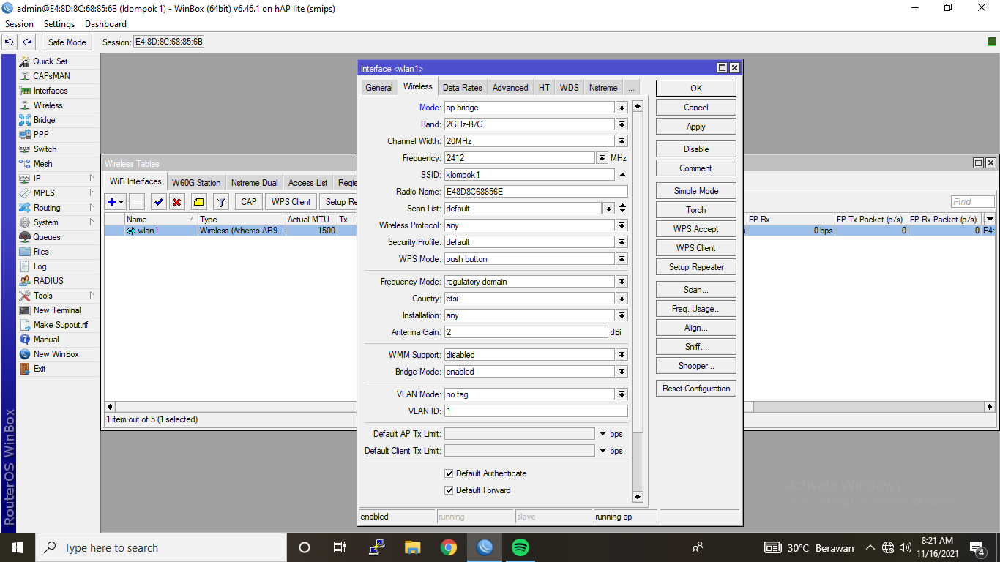 admin@E4:8D:8C:68:85:6B (klompok 1) - WinBox (64bit) v6.46.1 on hAP lite (smips)
Session Settings Dashboard
Safe Mode Session: E4:8D:8C:68:85:6B
Quick Set
CAPsMAN
Interfaces
Wireless
Bridge
PPP
Switch
Mesh
IP
MPLS
Routing
System
Queues
Files
Log
RADIUS
Tools
New Terminal
Make Supout.rif
Manual
New WinBox
Exit
RouterOS WinBox
Wireless Tables
WiFi Interfaces W60G Station Nstreme Dual Access List Regis
CAP WPS Client Setup Re
Find
Name / Type Actual MTU Tx FP Rx FP Tx Packet (p/s) FP Rx Packet (p/s)
wlan1 Wireless (Atheros AR9... 1500 s 0 bps 0 0 E4:
1 item out of 5 (1 selected)
Interface <wlan1>
General Wireless Data Rates Advanced HT WDS Nstreme ...
Mode: ap bridge
Band: 2GHz-B/G
Channel Width: 20MHz
Frequency: 2412 MHz
SSID: klompok1
Radio Name: E48D8C68856E
Scan List: default
Wireless Protocol: any
Security Profile: default
WPS Mode: push button
Frequency Mode: regulatory-domain
Country: etsi
Installation: any
Antenna Gain: 2 dBi
WMM Support: disabled
Bridge Mode: enabled
VLAN Mode: no tag
VLAN ID: 1
Default AP Tx Limit: bps
Default Client Tx Limit: bps
Default Authenticate
Default Forward
OK
Cancel
Apply
Disable
Comment
Simple Mode
Torch
WPS Accept
WPS Client
Setup Repeater
Scan...
Freq. Usage...
Align...
Sniff...
Snooper...
Reset Configuration
enabled running slave running ap
Activate Windows
Go to Settings to activate Windows.
Type here to search
30°C Berawan
8:21 AM
11/16/2021
4